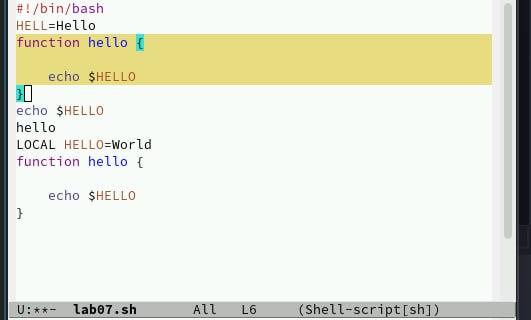 #!/bin/bash
HELL=Hello
function hello {
echo $HELLO
}
echo $HELLO
hello
LOCAL HELLO=World
function hello {
echo $HELLO
}
U:**- lab07.sh All L6 (Shell-script[sh])